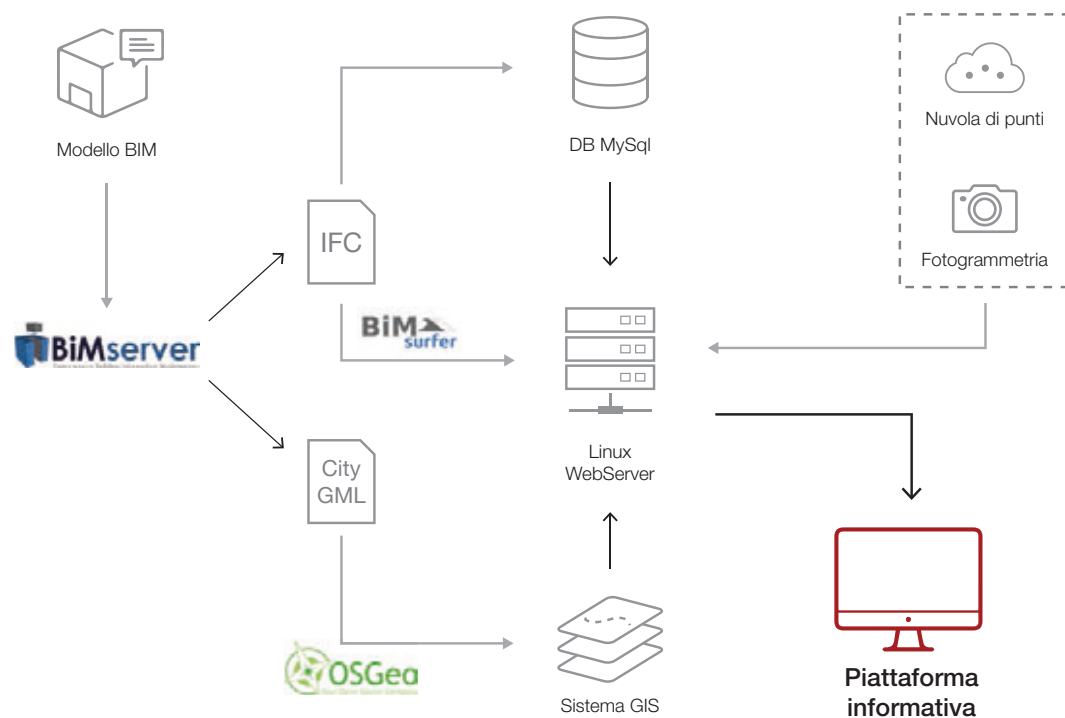 Modello BIM
DB MySql
Nuvola di punti
Fotogrammetria
IFC
BiMserver
BiM
surfer
City
GML
Linux
WebServer
OSGeo
Sistema GIS
Piattaforma
informativa